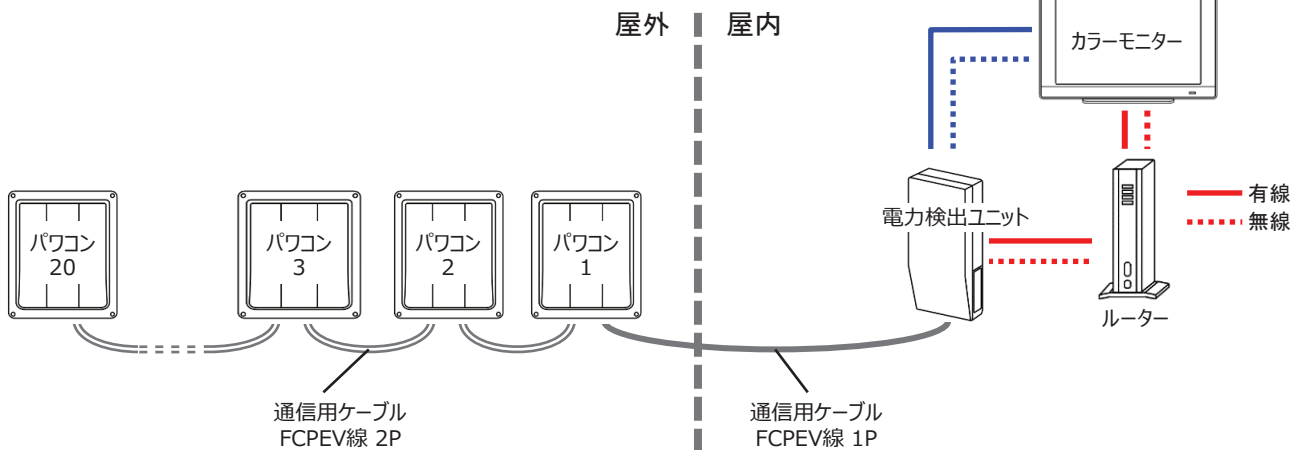 屋外
屋内
カラーモニター
パワコン
20
パワコン
3
パワコン
2
パワコン
1
電力検出ユニット
有線
無線
ルーター
通信用ケーブル
FCPEV線 2P
通信用ケーブル
FCPEV線 1P